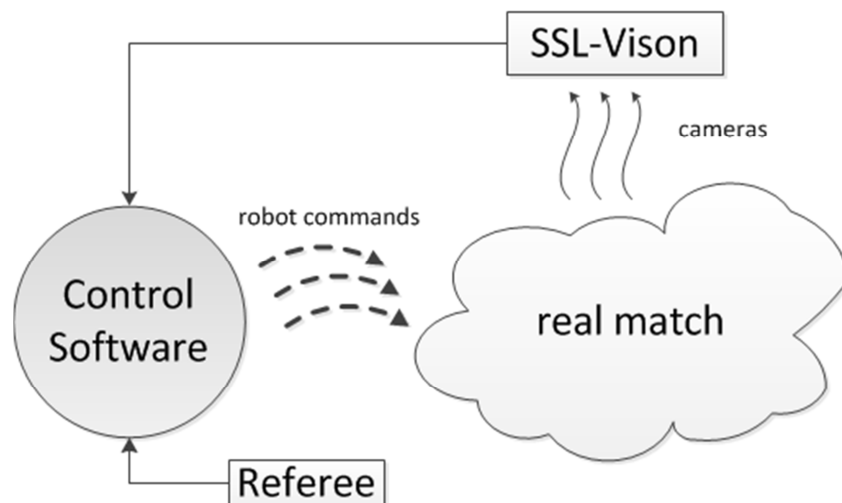 SSL-Vison
cameras
robot commands
Control
Software
real match
Referee